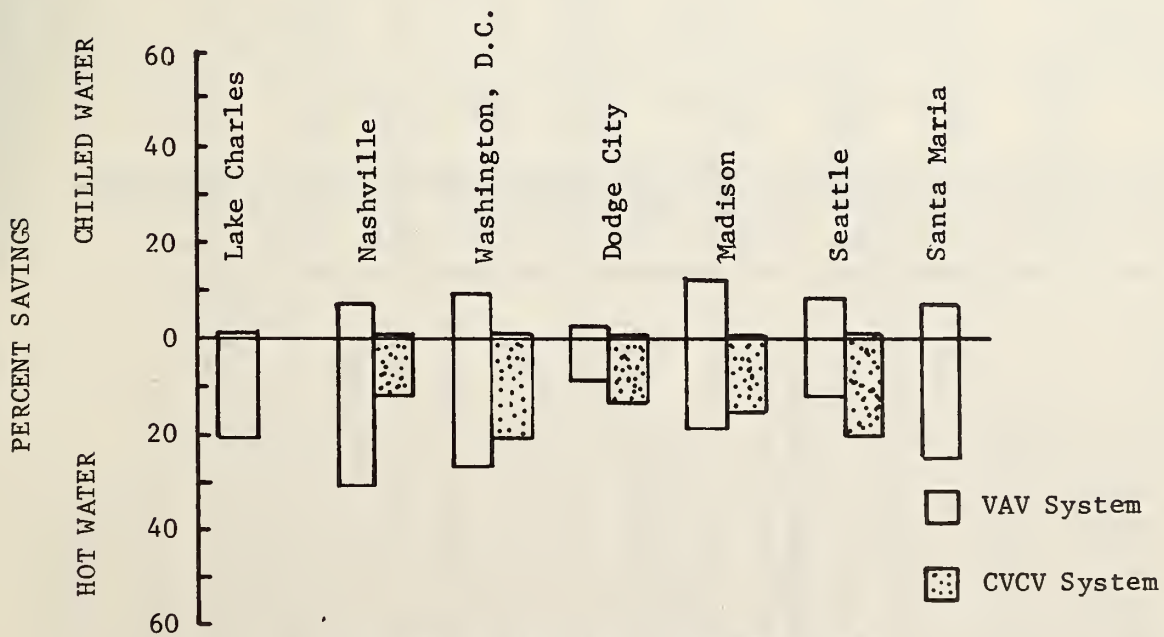 PERCENT SAVINGS
CHILLED WATER
HOT WATER
60
40
20
0
20
40
60
Lake Charles
Nashville
Washington, D.C.
Dodge City
Madison
Seattle
Santa Maria
VAV System
CVCV System